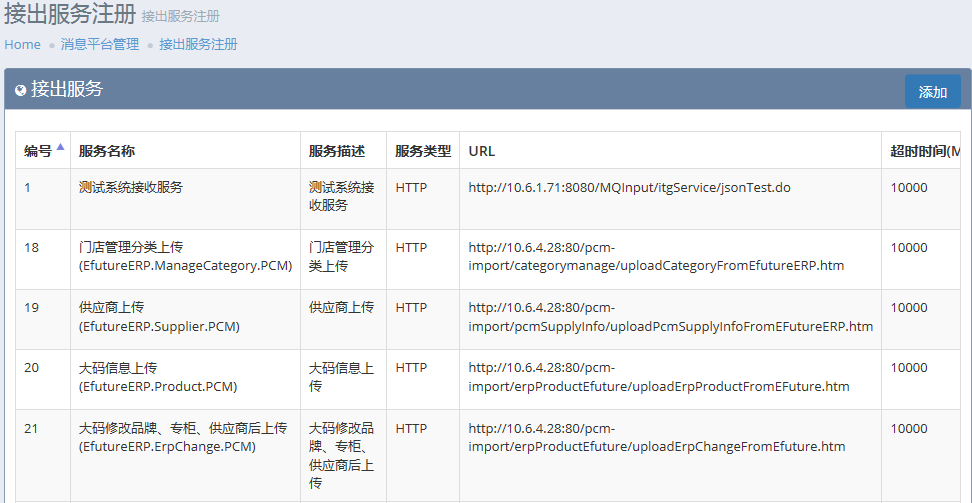 接出服务注册 接出服务注册
Home 消息平台管理 接出服务注册
接出服务 添加
编号 服务名称 服务描述 服务类型 URL 超时时间(M
1 测试系统接收服务 测试系统接 HTTP http://10.6.1.71:8080/MQInput/itgService/jsonTest.do 10000
收服务
18 门店管理分类上传 门店管理分 HTTP http://10.6.4.28:80/pcm- 10000
(EfutureERP.ManageCategory.PCM) 类上传 import/categorymanage/uploadCategoryFromEfutureERP.htm
19 供应商上传 供应商上传 HTTP http://10.6.4.28:80/pcm- 10000
(EfutureERP.Supplier.PCM) import/pcmSupplyInfo/uploadPcmSupplyInfoFromEFutureERP.htm
20 大码信息上传 大码信息上 HTTP http://10.6.4.28:80/pcm- 10000
(EfutureERP.Product.PCM) 传 import/erpProductEfuture/uploadErpProductFromEFuture.htm
21 大码修改品牌、专柜、供应商后上传 大码修改品 HTTP http://10.6.4.28:80/pcm- 10000
(EfutureERP.ErpChange.PCM) 牌、专柜、 import/erpProductEfuture/uploadErpChangeFromEfuture.htm
供应商后上
传